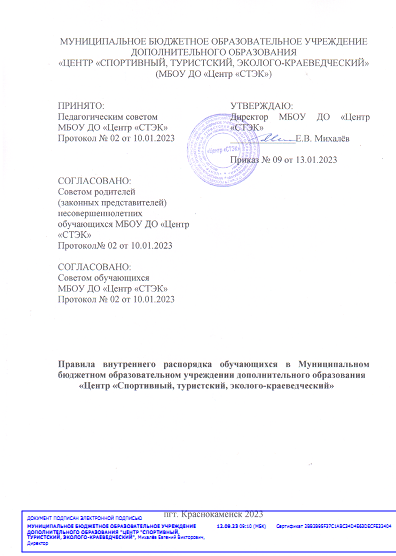 МУНИЦИПАЛЬНОЕ БЮДЖЕТНОЕ ОБРАЗОВАТЕЛЬНОЕ УЧРЕЖДЕНИЕ
ДОПОЛНИТЕЛЬНОГО ОБРАЗОВАНИЯ
«ЦЕНТР «СПОРТИВНЫЙ, ТУРИСТСКИЙ, ЭКОЛОГО-КРАЕВЕДЧЕСКИЙ»
(МБОУ ДО «Центр «СТЭК»)
ПРИНЯТО:
Педагогическим советом
МБОУ ДО «Центр «СТЭК»
Протокол № 02 от 10.01.2023
УТВЕРЖДАЮ:
Директор МБОУ ДО «Центр
«СТЭК»
Е.В. Михалёв
Приказ № 09 от 13.01.2023
«Центр «СТЭК»
СОГЛАСОВАНО:
Советом родителей
(законных представителей)
несовершеннолетних
обучающихся МБОУ ДО «Центр
«СТЭК»
Протокол№ 02 от 10.01.2023
СОГЛАСОВАНО:
Советом обучающихся
МБОУ ДО «Центр «СТЭК»
Протокол № 02 от 10.01.2023
Правила внутреннего распорядка обучающихся в Муниципальном
бюджетном образовательном учреждении дополнительного образования
«Центр «Спортивный, туристский, эколого-краеведческий»
пгт. Краснокаменск 2023
ДОКУМЕНТ ПОДПИСАН ЭЛЕКТРОННОЙ ПОДПИСЬЮ
МУНИЦИПАЛЬНОЕ БЮДЖЕТНОЕ ОБРАЗОВАТЕЛЬНОЕ УЧРЕЖДЕНИЕ 13.09.23 05:10 (МСК) Сертификат
ДОПОЛНИТЕЛЬНОГО ОБРАЗОВАНИЯ "ЦЕНТР "СПОРТИВНЫЙ,
ТУРИСТСКИЙ, ЭКОЛОГО-КРАЕВЕДЧЕСКИЙ", Михалёв Евгений Викторович,
Директор